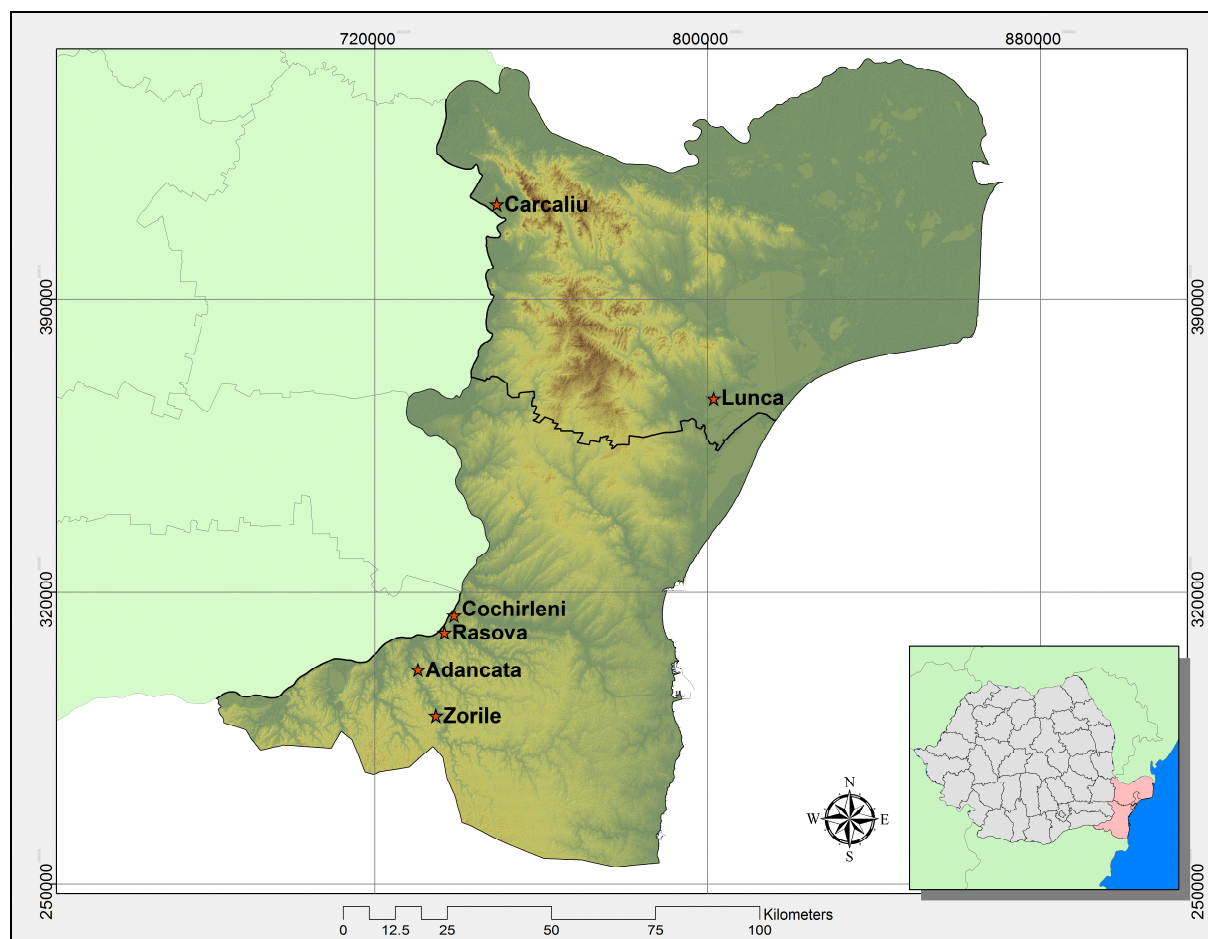 720000 800000 880000
Carcaliu
390000 390000
Lunca
320000 320000
Cochirleni
Rasova
Adancata
Zorile
N
W E
S
250000 250000
Kilometers
0 12.5 25 50 75 100